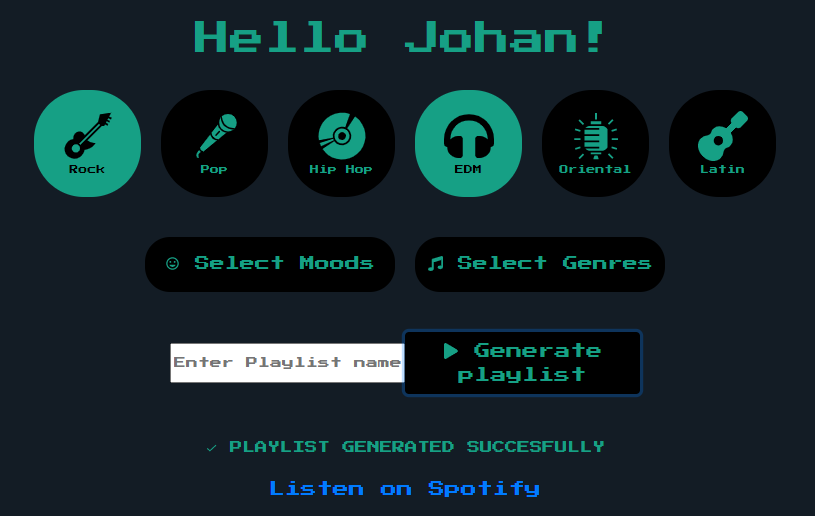 Hello Johan!
Rock Pop Hip Hop EDM Oriental Latin
Select Moods Select Genres
Enter Playlist name
Generate
playlist
PLAYLIST GENERATED SUCCESFULLY
Listen on Spotify